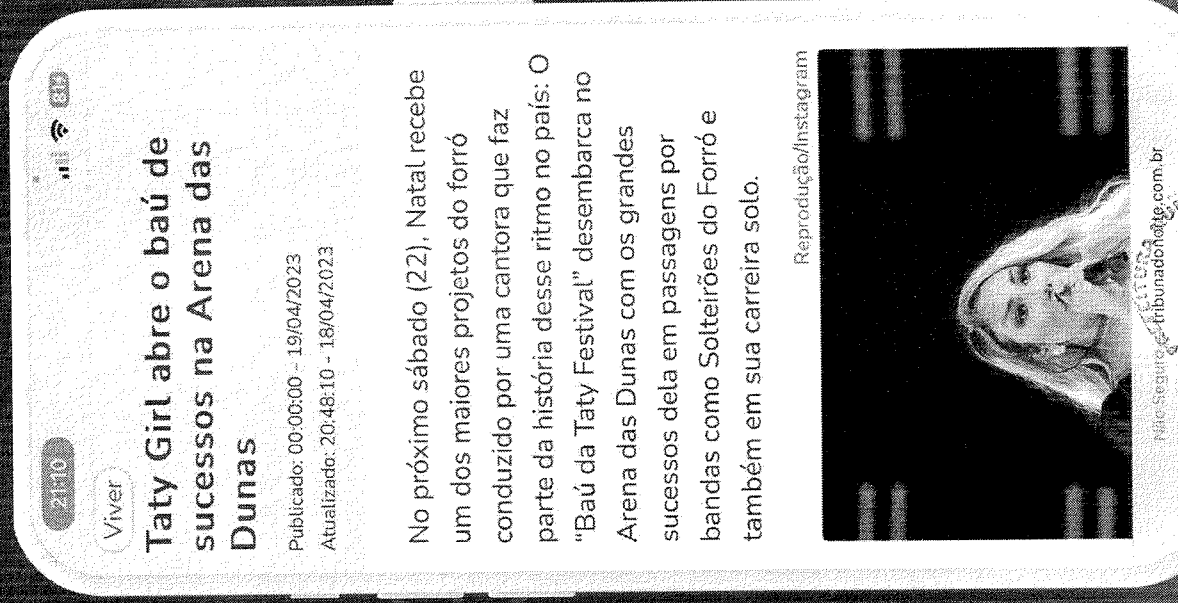 21:10
85
Viver
Taty Girl abre o baú de
sucessos na Arena das
Dunas
Publicado: 00:00:00 - 19/04/2023
Atualizado: 20:48:10 - 18/04/2023
No próximo sábado (22), Natal recebe
um dos maiores projetos do forró
conduzido por uma cantora que faz
parte da história desse ritmo no país: O
"Baú da Taty Festival" desembarca no
Arena das Dunas com os grandes
sucessos dela em passagens por
bandas como Solteirões do Forró e
também em sua carreira solo.
Reprodução/Instagram
Não Seguro tribunadonorte.com.br